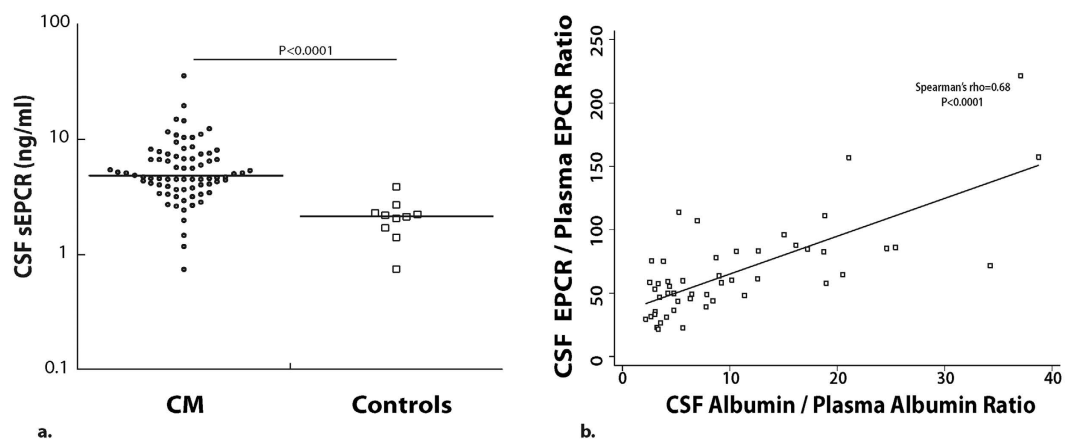 100
10
1
0.1
CSF sEPCR (ng/ml)
P<0.0001
CM
Controls
a.
CSF EPCR / Plasma EPCR Ratio
250
200
150
100
50
0
Spearman's rho=0.68
P<0.0001
0 10 20 30 40
CSF Albumin / Plasma Albumin Ratio
b.